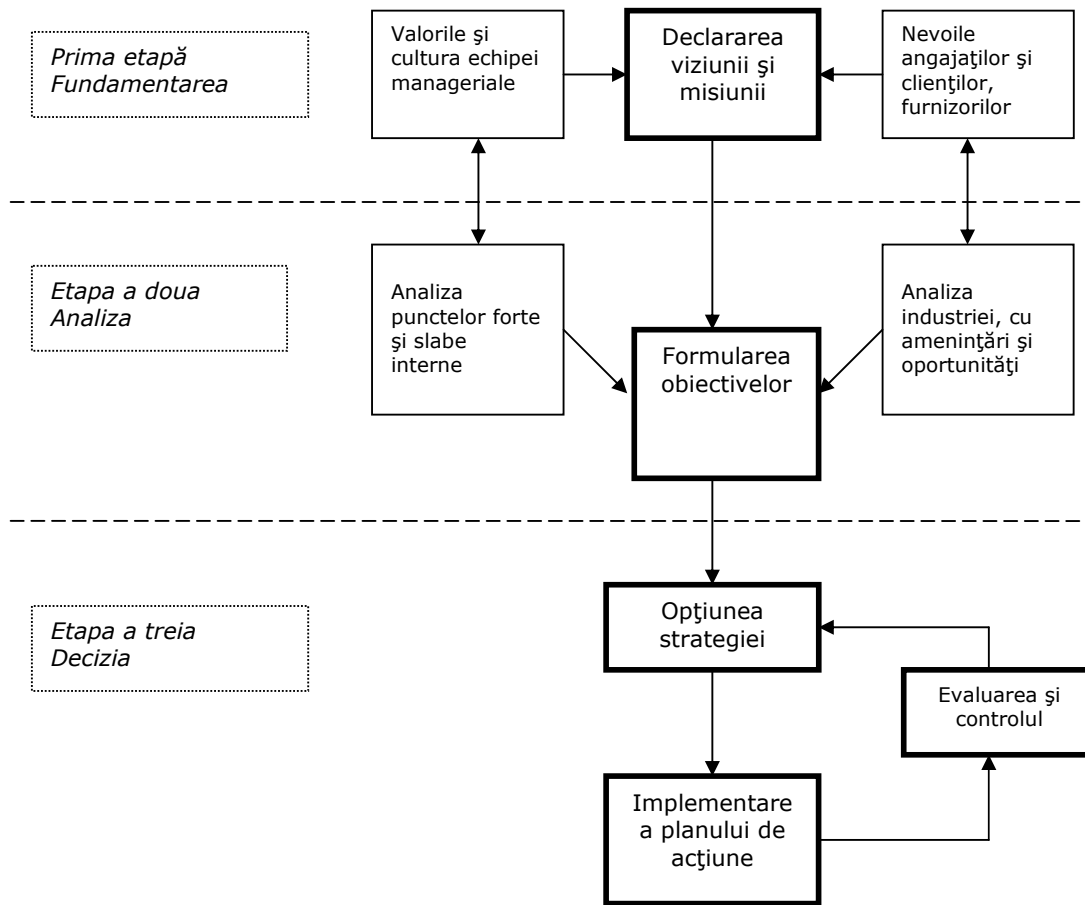 Prima etapă
Fundamentarea
Valorile şi
cultura echipei
manageriale
Declararea
viziunii şi
misiunii
Nevoile
angajaţilor şi
clienţilor,
furnizorilor
Etapa a doua
Analiza
Analiza
punctelor forte
şi slabe
interne
Formularea
obiectivelor
Analiza
industriei, cu
ameninţări şi
oportunităţi
Etapa a treia
Decizia
Opţiunea
strategiei
Evaluarea şi
controlul
Implementare
a planului de
acţiune